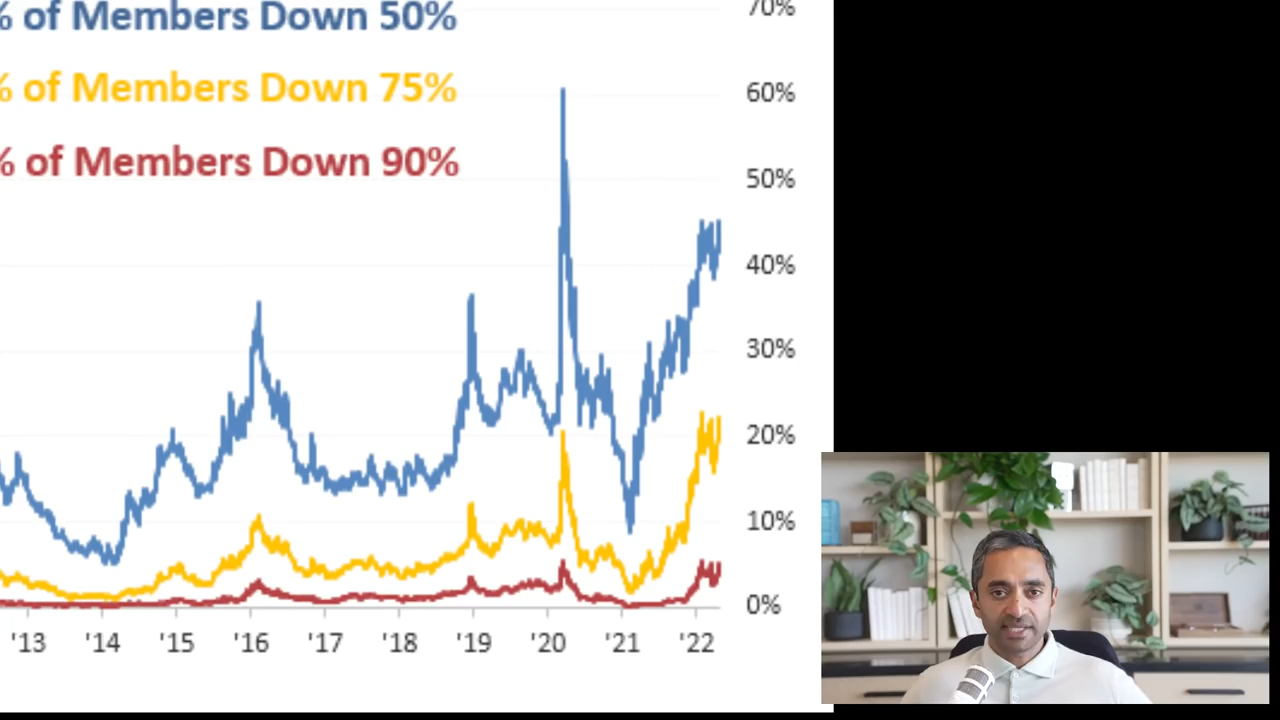 % of Members Down 50%
% of Members Down 75%
% of Members Down 90%
70%
60%
50%
40%
30%
20%
10%
0%
'13 '14 '15 '16 '17 '18 '19 '20 '21 '22